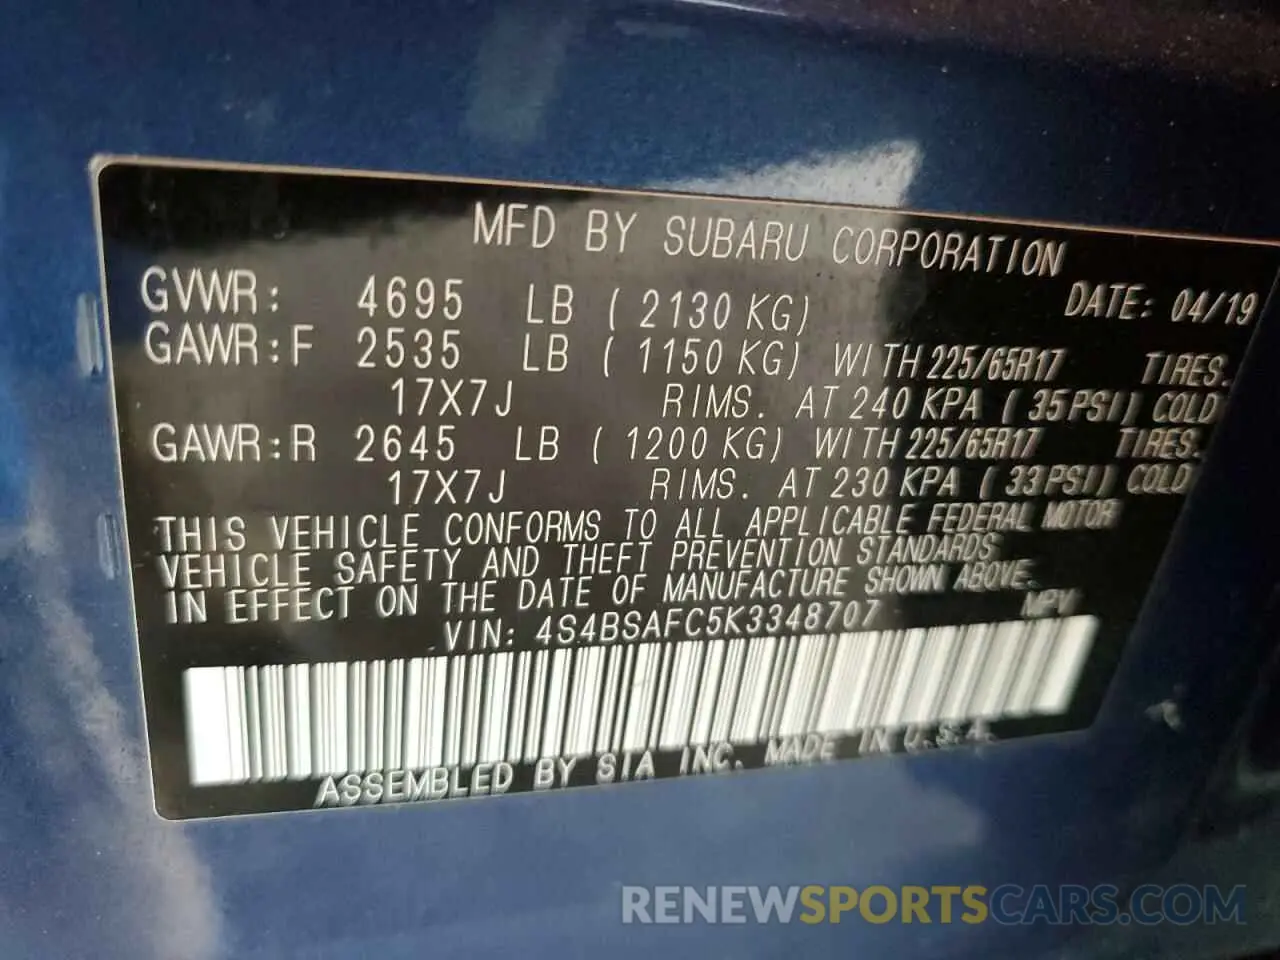 MFD BY SUBARU CORPORATION
GVWR: 4695 LB ( 2130 KG) DATE: 04/19
GAWR:F 2535 LB ( 1150 KG) WITH 225/65R17 TIRES.
17X7J RIMS. AT 240 KPA ( 35PSI) COLD
GAWR:R 2645 LB ( 1200 KG) WITH 225/65R17 TIRES.
17X7J RIMS. AT 230 KPA ( 33PSI) COLD
THIS VEHICLE CONFORMS TO ALL APPLICABLE FEDERAL MOTOR
VEHICLE SAFETY AND THEFT PREVENTION STANDARDS
IN EFFECT ON THE DATE OF MANUFACTURE SHOWN ABOVE.
VIN: 4S4BSAFC5K3348707 MPV
ASSEMBLED BY SIA INC. MADE IN U.S.A.
RENEWSPORTSCARS.COM